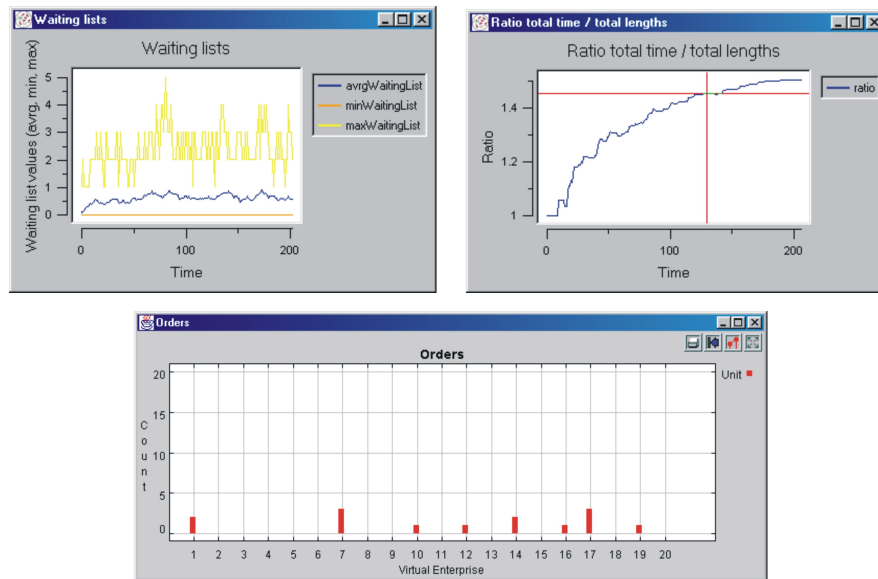 Waiting lists
Waiting lists
Waiting list values (avrg, min, max)
5
4
3
2
1
0
0
100
200
Time
avrgWaitingList
minWaitingList
maxWaitingList
Ratio total time / total lengths
Ratio total time / total lengths
Ratio
1.4
1.2
1
0
100
200
Time
ratio
Orders
Orders
Unit
Count
20
15
10
5
0
1 2 3 4 5 6 7 8 9 10 11 12 13 14 15 16 17 18 19 20
Virtual Enterprise